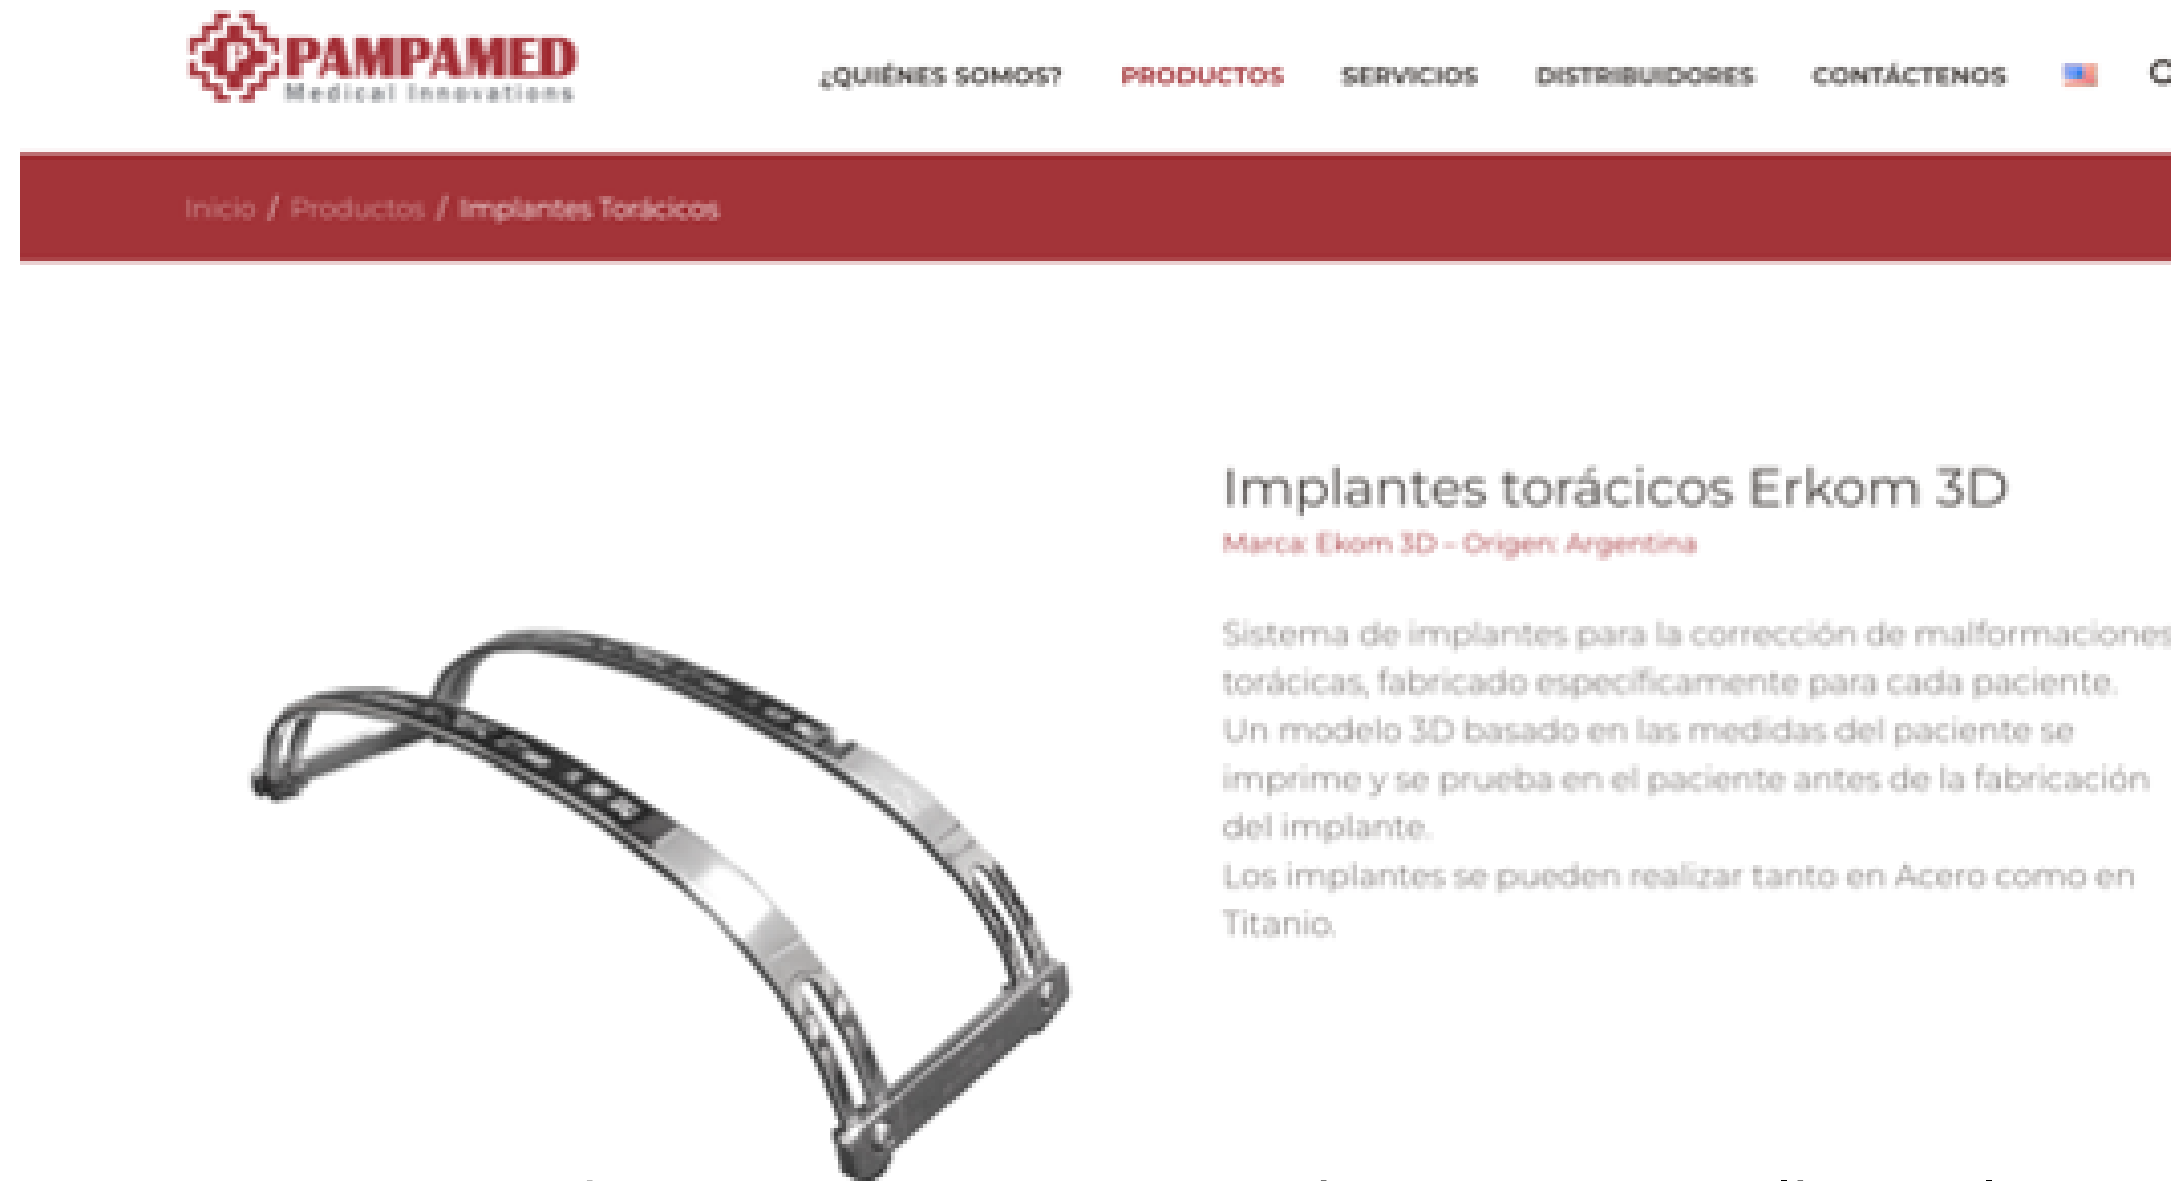 PAMPAMED
Medical Innovations
¿QUIÉNES SOMOS? PRODUCTOS SERVICIOS DISTRIBUIDORES CONTÁCTENOS
Inicio / Productos / Implantes Torácicos
Implantes torácicos Erkom 3D
Marca: Ekom 3D – Origen: Argentina
Sistema de implantes para la corrección de malformaciones
torácicas, fabricado específicamente para cada paciente.
Un modelo 3D basado en las medidas del paciente se
imprime y se prueba en el paciente antes de la fabricación
del implante.
Los implantes se pueden realizar tanto en Acero como en
Titanio.